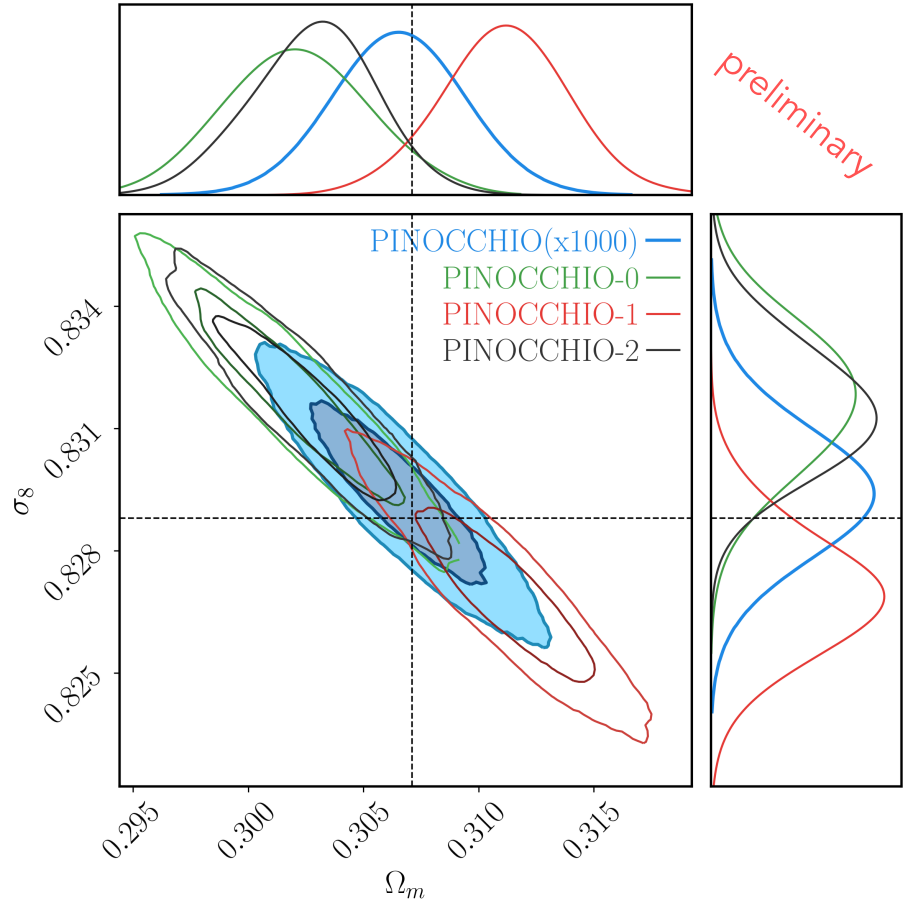 preliminary
PINOCCHIO(x1000)
PINOCCHIO-0
PINOCCHIO-1
PINOCCHIO-2
0.834
0.831
0.828
0.825
σ₈
0.295
0.300
0.305
0.310
0.315
Ωₘ